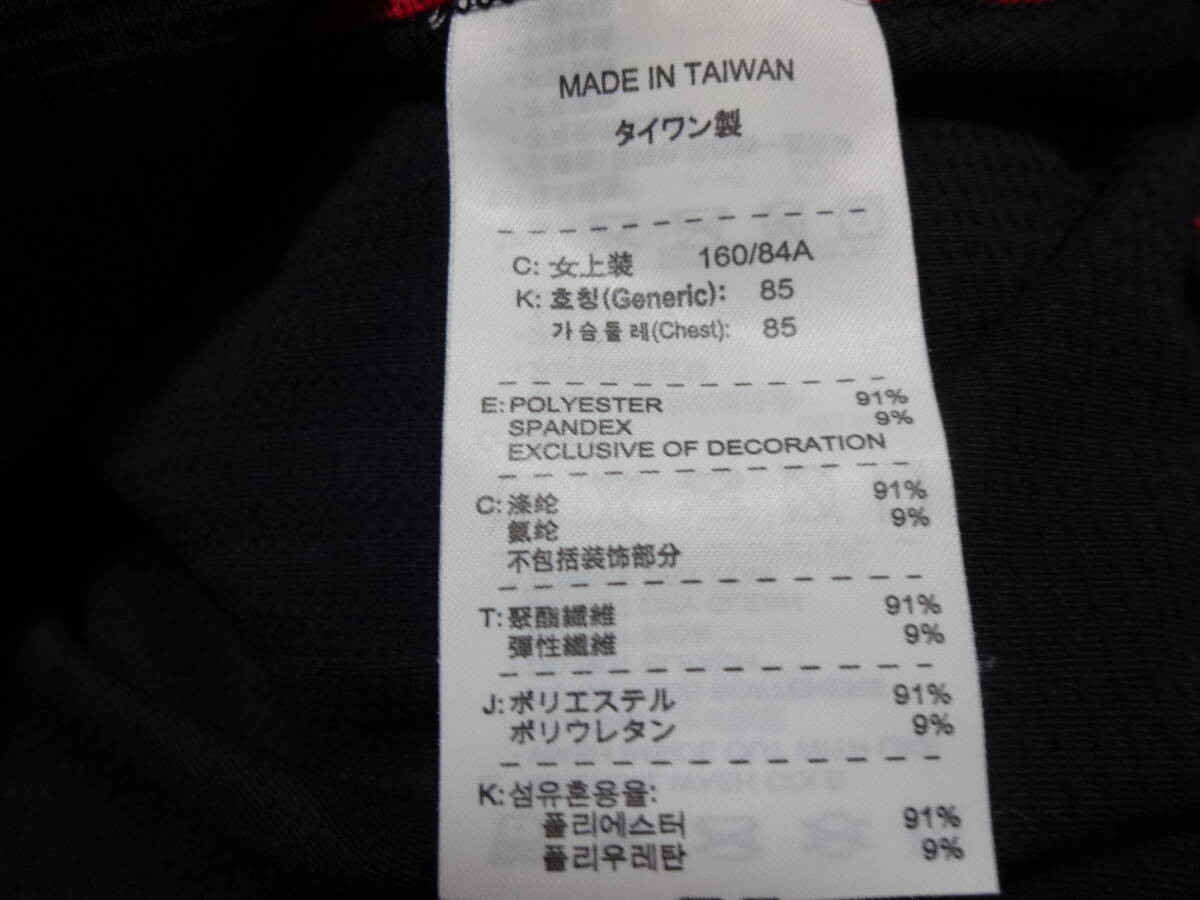 MADE IN TAIWAN
タイワン製
C: 女上装 160/84A
K: 호칭(Generic): 85
가슴둘레(Chest): 85
E: POLYESTER 91%
SPANDEX 9%
EXCLUSIVE OF DECORATION
C: 涤纶 91%
氨纶 9%
不包括装饰部分
T: 聚酯纖維 91%
彈性纖維 9%
J: ポリエステル 91%
ポリウレタン 9%
K: 섬유혼용율:
폴리에스터 91%
폴리우레탄 9%